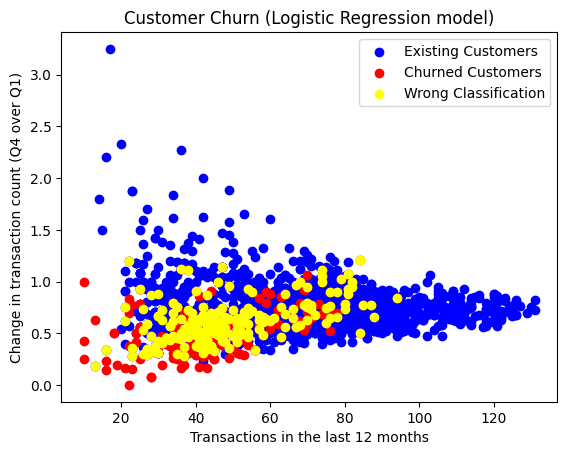 Customer Churn (Logistic Regression model)
Existing Customers
Churned Customers
Wrong Classification
Change in transaction count (Q4 over Q1)
3.0
2.5
2.0
1.5
1.0
0.5
0.0
20 40 60 80 100 120
Transactions in the last 12 months